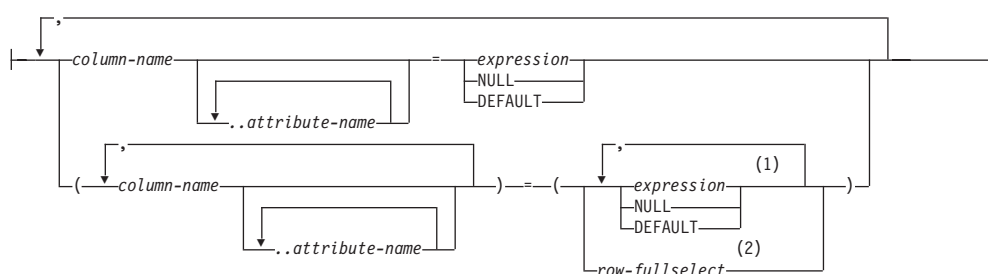 ,
column-name = expression
NULL
DEFAULT
..attribute-name
, ,
(1)
( column-name ) = ( expression )
NULL
DEFAULT
..attribute-name
(2)
row-fullselect